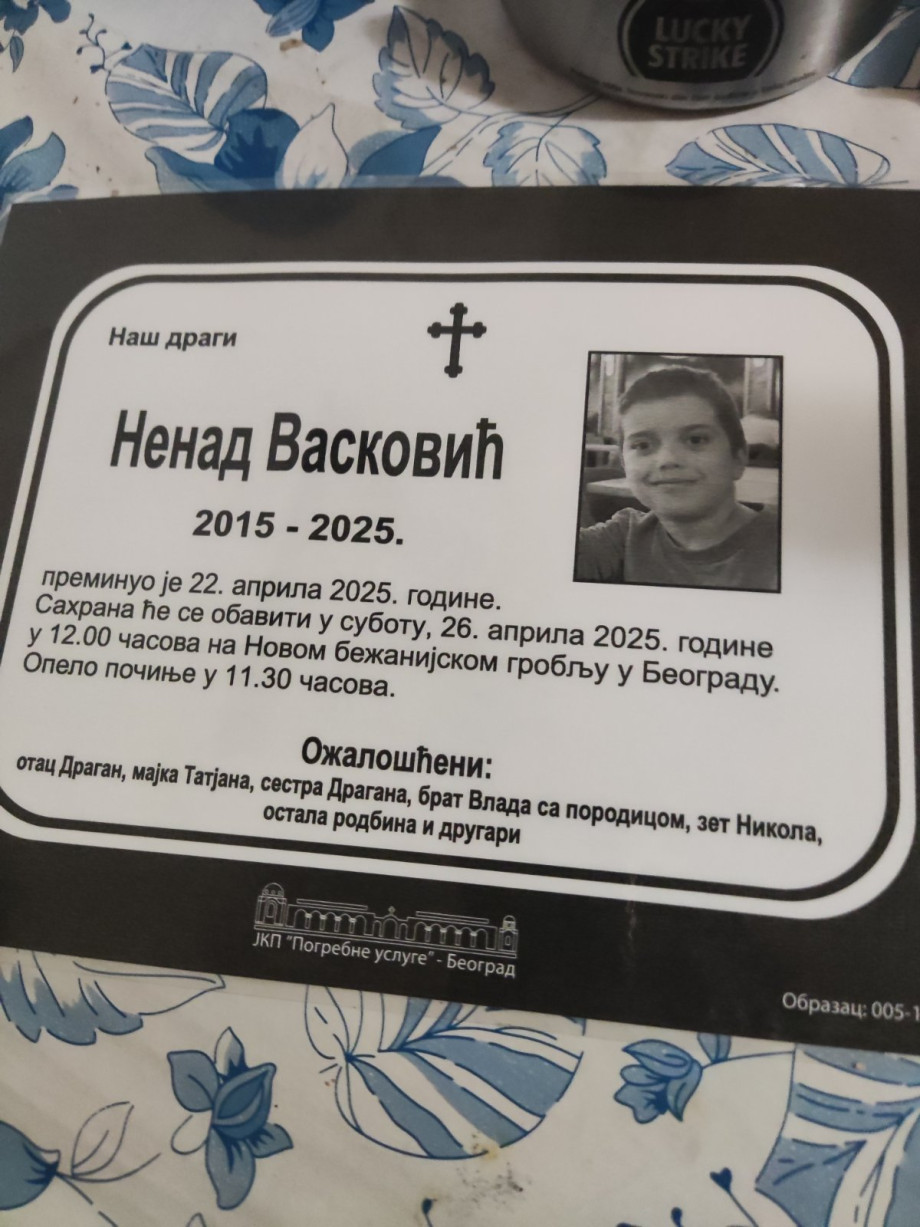 LUCKY
STRIKE
Наш драги
Ненад Васковић
2015 - 2025.
преминуо је 22. априла 2025. године.
Сахрана ће се обавити у суботу, 26. априла 2025. године
у 12.00 часова на Новом бежанијском гробљу у Београду.
Опело почиње у 11.30 часова.
Ожалошћени:
отац Драган, мајка Татјана, сестра Драгана, брат Влада са породицом, зет Никола,
остала родбина и другари
ЈКП "Погребне услуге" - Београд
Образац: 005-1